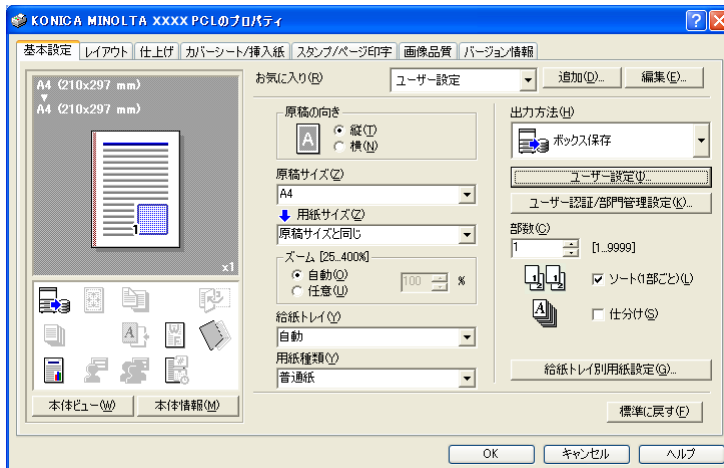 KONICA MINOLTA XXXX PCLのプロパティ
基本設定 レイアウト 仕上げ カバーシート/挿入紙 スタンプ/ページ印字 画像品質 バージョン情報
A4 (210x297 mm)
A4 (210x297 mm)
1
x1
本体ビュー(W) 本体情報(M)
お気に入り(R) ユーザー設定 追加(D)... 編集(E)...
原稿の向き
A
縦(T)
横(N)
原稿サイズ(Z)
A4
用紙サイズ(Z)
原稿サイズと同じ
ズーム [25..400%]
自動(O)
任意(U)
100 %
給紙トレイ(Y)
自動
用紙種類(Y)
普通紙
出力方法(H)
ボックス保存
ユーザー設定(I)...
ユーザー認証/部門管理設定(K)...
部数(C)
1 [1..9999]
ソート(1部ごと)(L)
仕分け(S)
給紙トレイ別用紙設定(G)...
標準に戻す(F)
OK キャンセル ヘルプ